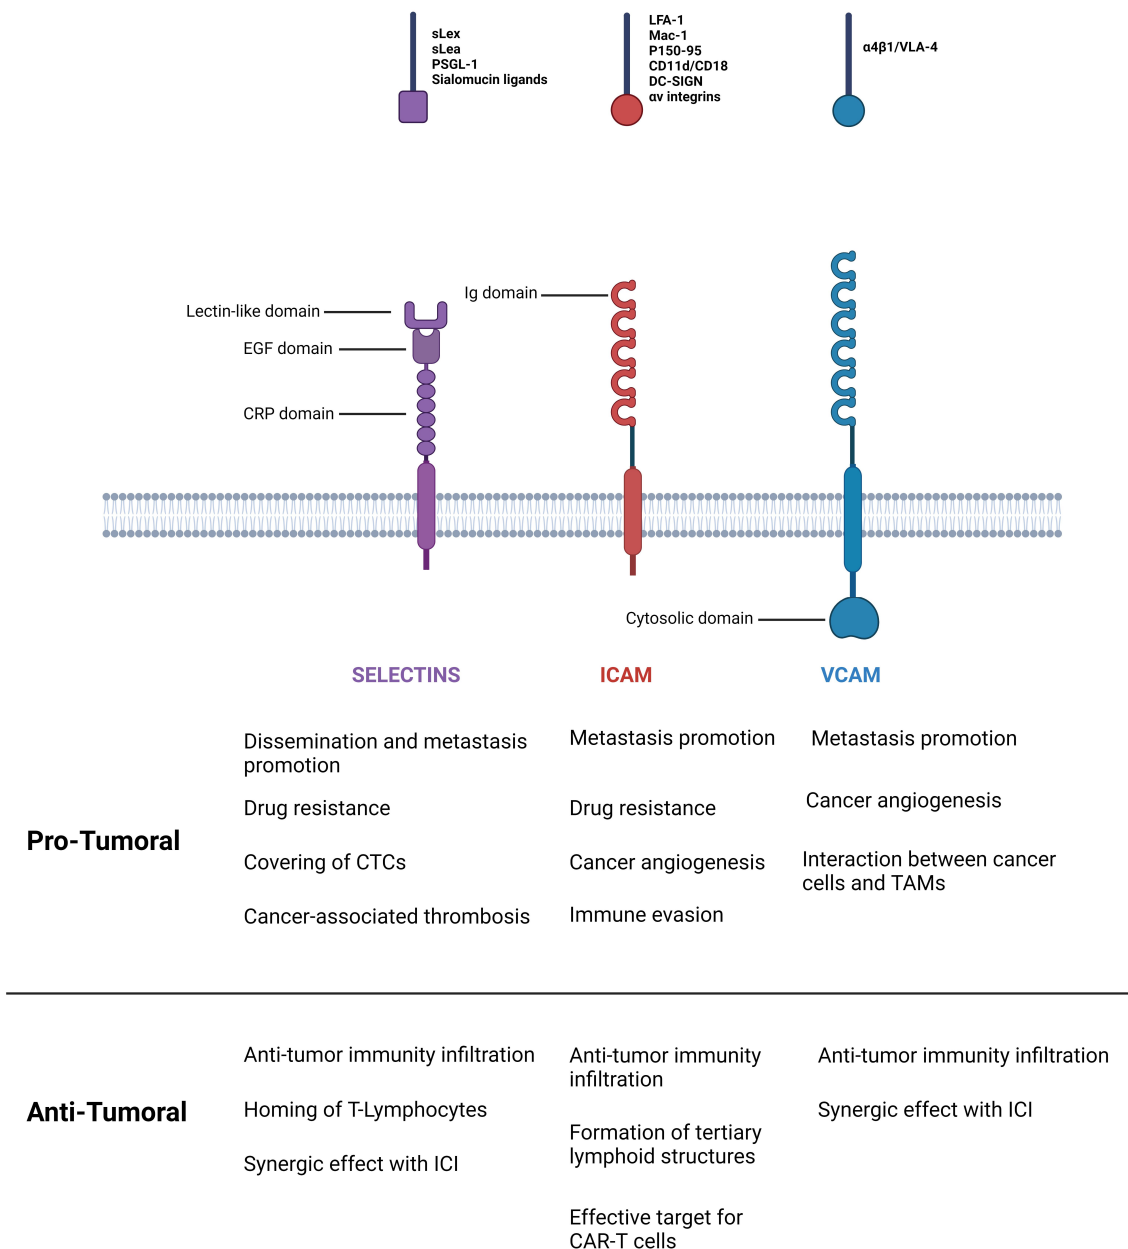 sLex
sLea
PSGL-1
Sialomucin ligands
LFA-1
Mac-1
P150-95
CD11d/CD18
DC-SIGN
αv integrins
α4β1/VLA-4
Lectin-like domain
EGF domain
CRP domain
Ig domain
Cytosolic domain
SELECTINS
ICAM
VCAM
Pro-Tumoral
Dissemination and metastasis
promotion
Drug resistance
Covering of CTCs
Cancer-associated thrombosis
Metastasis promotion
Drug resistance
Cancer angiogenesis
Immune evasion
Metastasis promotion
Cancer angiogenesis
Interaction between cancer
cells and TAMs
Anti-Tumoral
Anti-tumor immunity infiltration
Homing of T-Lymphocytes
Synergic effect with ICI
Anti-tumor immunity
infiltration
Formation of tertiary
lymphoid structures
Effective target for
CAR-T cells
Anti-tumor immunity infiltration
Synergic effect with ICI